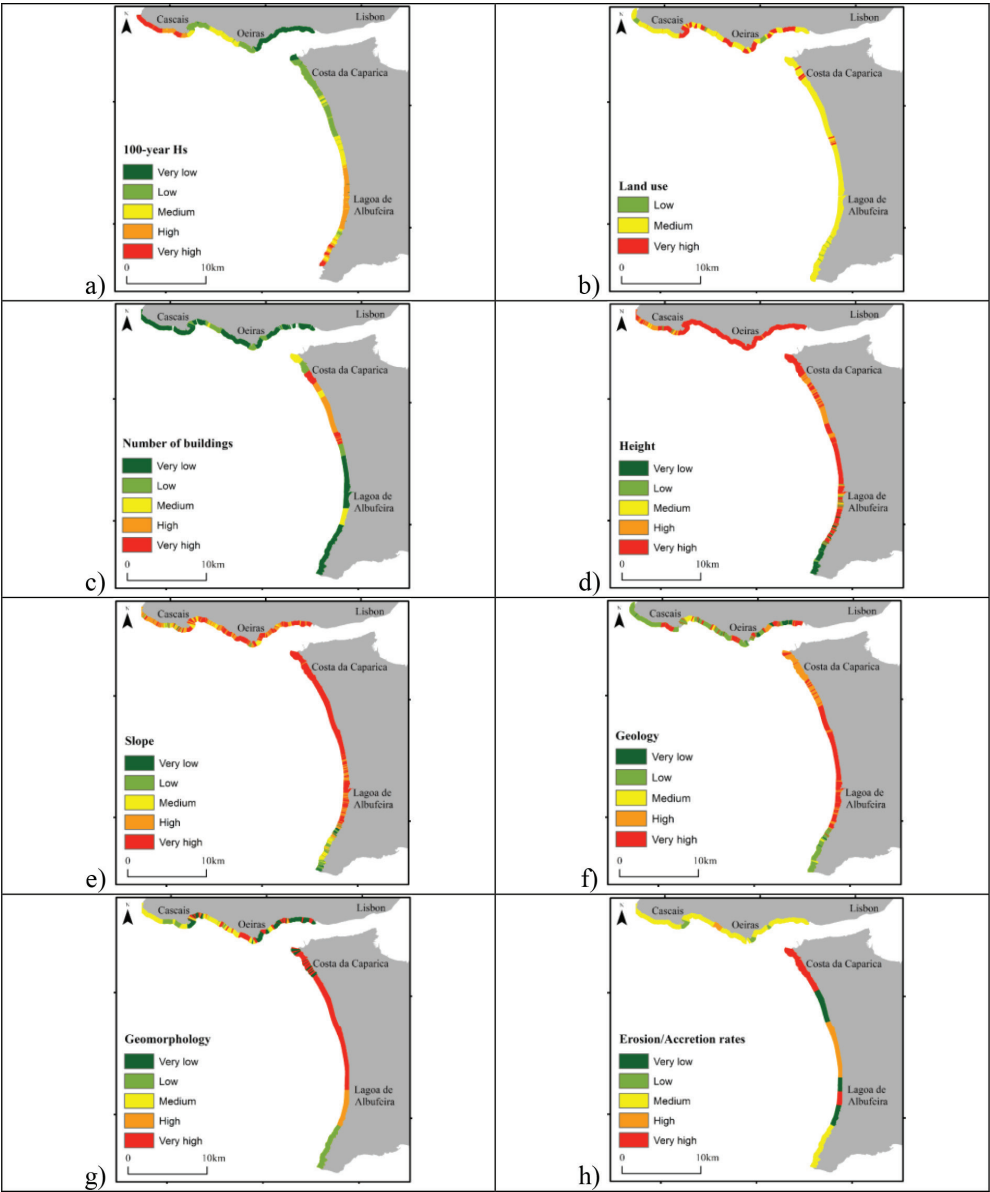 N
Cascais
Lisbon
Oeiras
Costa da Caparica
100-year Hs
Very low
Low
Medium
High
Very high
Lagoa de
Albufeira
0 10km
a)
N
Cascais
Lisbon
Oeiras
Costa da Caparica
Land use
Low
Medium
Very high
Lagoa de
Albufeira
0 10km
b)
N
Cascais
Lisbon
Oeiras
Costa da Caparica
Number of buildings
Very low
Low
Medium
High
Very high
Lagoa de
Albufeira
0 10km
c)
N
Cascais
Lisbon
Oeiras
Costa da Caparica
Height
Very low
Low
Medium
High
Very high
Lagoa de
Albufeira
0 10km
d)
N
Cascais
Lisbon
Oeiras
Costa da Caparica
Slope
Very low
Low
Medium
High
Very high
Lagoa de
Albufeira
0 10km
e)
N
Cascais
Lisbon
Oeiras
Costa da Caparica
Geology
Very low
Low
Medium
High
Very high
Lagoa de
Albufeira
0 10km
f)
N
Cascais
Lisbon
Oeiras
Costa da Caparica
Geomorphology
Very low
Low
Medium
High
Very high
Lagoa de
Albufeira
0 10km
g)
N
Cascais
Lisbon
Oeiras
Costa da Caparica
Erosion/Accretion rates
Very low
Low
Medium
High
Very high
Lagoa de
Albufeira
0 10km
h)